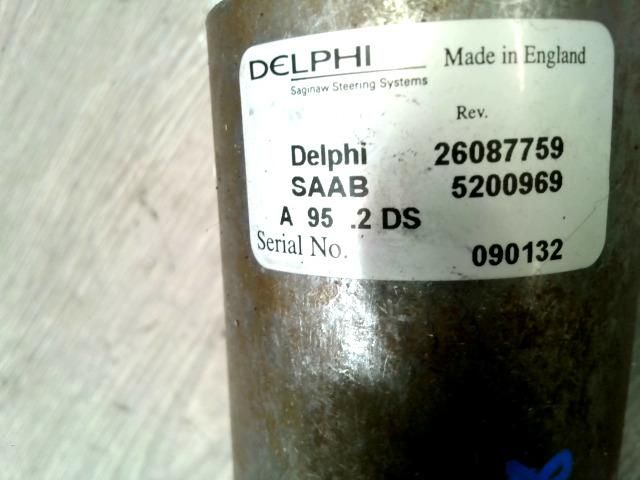 DELPHI Made in England
Saginaw Steering Systems
Rev.
Delphi 26087759
SAAB 5200969
A 95 .2 DS
Serial No. 090132